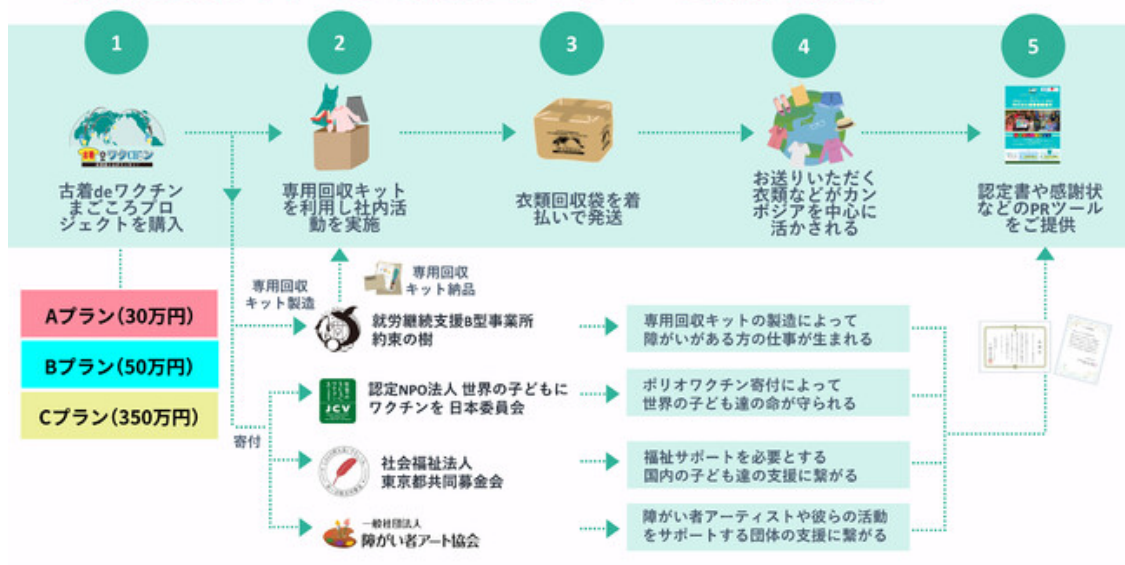 1
2
3
4
5
古着deワクチン
古着deワクチン
まごころプロ
ジェクトを購入
専用回収キット
を利用し社内活
動を実施
衣類回収袋を着
払いで発送
お送りいただく
衣類などがカン
ボジアを中心に
活かされる
認定書や感謝状
などのPRツール
をご提供
Aプラン(30万円)
Bプラン(50万円)
Cプラン(350万円)
専用回収
キット製造
専用回収
キット納品
就労継続支援B型事業所
約束の樹
専用回収キットの製造によって
障がいがある方の仕事が生まれる
寄付
JCV
認定NPO法人 世界の子どもに
ワクチンを 日本委員会
ポリオワクチン寄付によって
世界の子ども達の命が守られる
社会福祉法人
東京都共同募金会
福祉サポートを必要とする
国内の子ども達の支援に繋がる
一般社団法人
障がい者アート協会
障がい者アーティストや彼らの活動
をサポートする団体の支援に繋がる